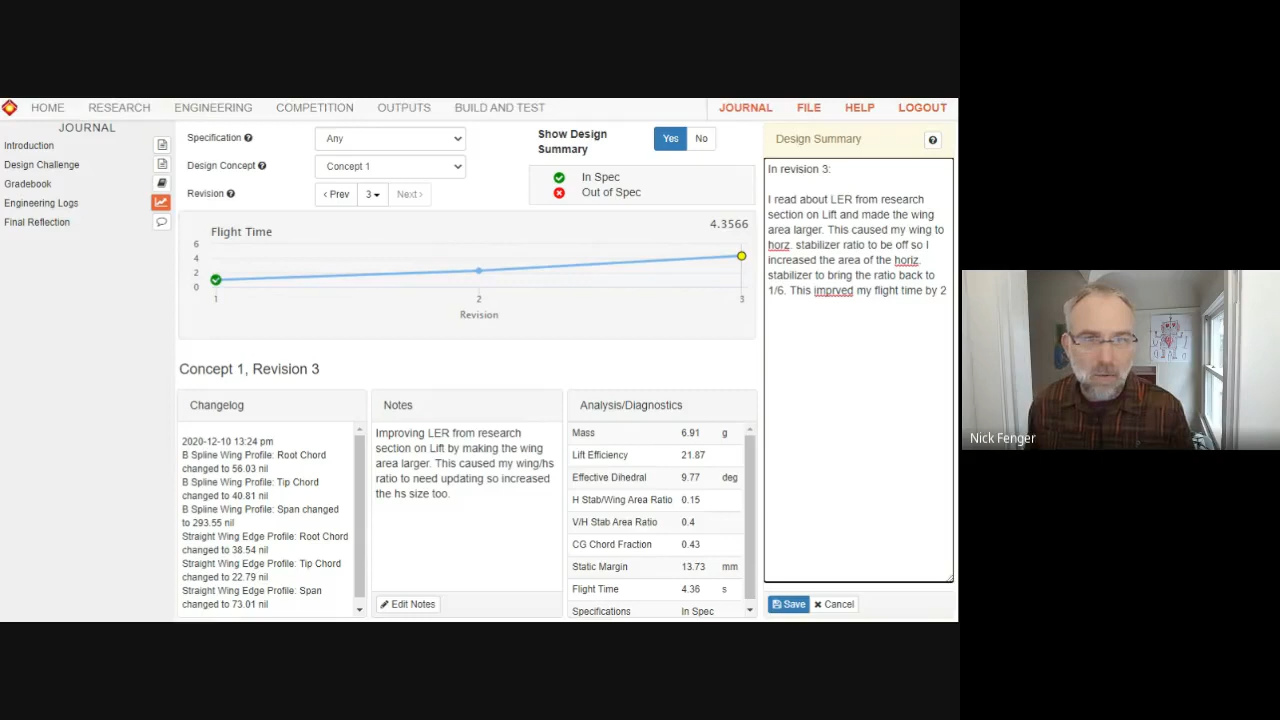 HOME RESEARCH ENGINEERING COMPETITION OUTPUTS BUILD AND TEST JOURNAL FILE HELP LOGOUT
JOURNAL
Introduction
Design Challenge
Gradebook
Engineering Logs
Final Reflection
Specification ?
Any
Design Concept ?
Concept 1
Revision ?
‹ Prev
3
Next ›
Show Design
Summary
Yes
No
In Spec
Out of Spec
4.3566
Flight Time
6
4
2
0
1
2
3
Revision
Concept 1, Revision 3
Changelog
2020-12-10 13:24 pm
B Spline Wing Profile: Root Chord
changed to 56.03 nil
B Spline Wing Profile: Tip Chord
changed to 40.81 nil
B Spline Wing Profile: Span changed
to 293.55 nil
Straight Wing Edge Profile: Root Chord
changed to 38.54 nil
Straight Wing Edge Profile: Tip Chord
changed to 22.79 nil
Straight Wing Edge Profile: Span
changed to 73.01 nil
Notes
Improving LER from research
section on Lift by making the wing
area larger. This caused my wing/hs
ratio to need updating so increased
the hs size too.
Edit Notes
Analysis/Diagnostics
Mass 6.91 g
Lift Efficiency 21.87
Effective Dihedral 9.77 deg
H Stab/Wing Area Ratio 0.15
V/H Stab Area Ratio 0.4
CG Chord Fraction 0.43
Static Margin 13.73 mm
Flight Time 4.36 s
Specifications In Spec
Design Summary
?
In revision 3:
I read about LER from research
section on Lift and made the wing
area larger. This caused my wing to
horz. stabilizer ratio to be off so I
increased the area of the horiz.
stabilizer to bring the ratio back to
1/6. This imprved my flight time by 2
Save
Cancel
Nick Fenger